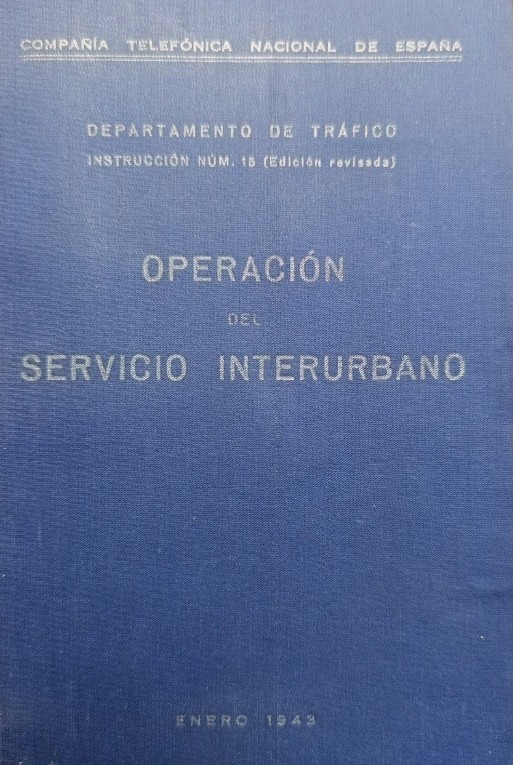 COMPAÑÍA TELEFÓNICA NACIONAL DE ESPAÑA
DEPARTAMENTO DE TRÁFICO
INSTRUCCIÓN NÚM. 15 (Edición revisada)
OPERACIÓN
DEL
SERVICIO INTERURBANO
ENERO 1943